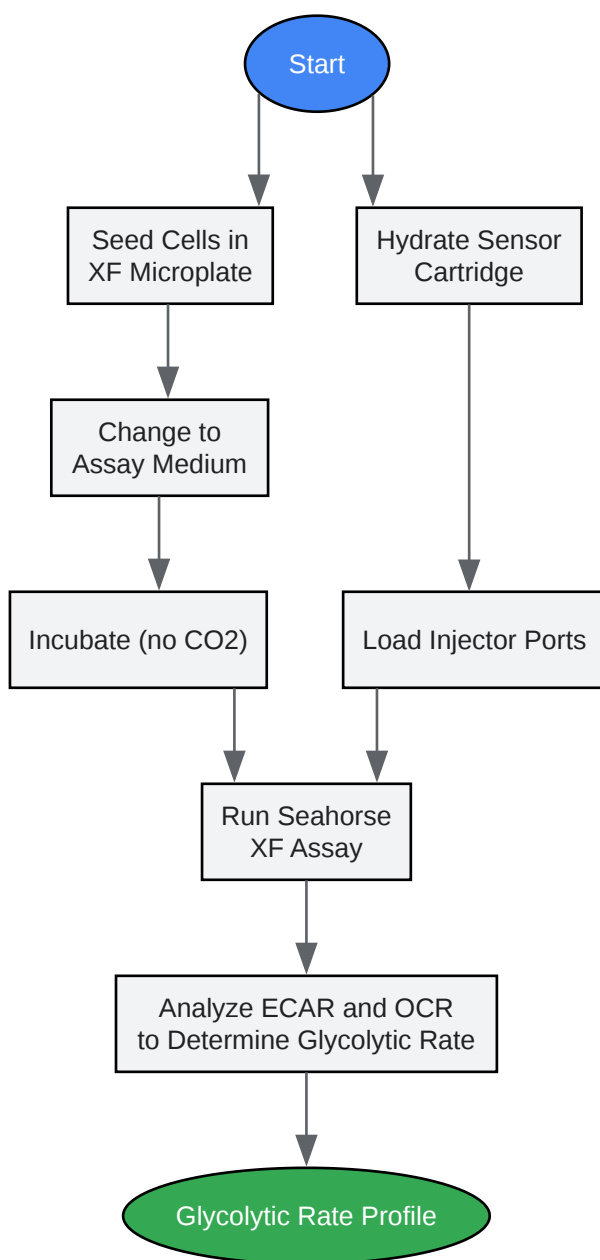 Start
Seed Cells in
XF Microplate
Hydrate Sensor
Cartridge
Change to
Assay Medium
Incubate (no CO2)
Load Injector Ports
Run Seahorse
XF Assay
Analyze ECAR and OCR
to Determine Glycolytic Rate
Glycolytic Rate Profile